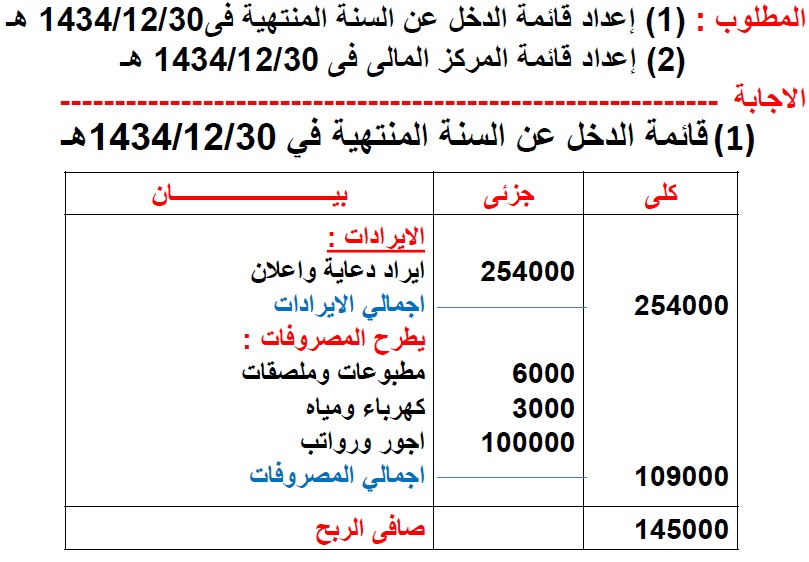 المطلوب : (1) إعداد قائمة الدخل عن السنة المنتهية فى1434/12/30 هـ
(2) إعداد قائمة المركز المالى فى 1434/12/30 هـ
الاجابة ------------------------------------------------------------
(1) قائمة الدخل عن السنة المنتهية في 1434/12/30هـ
كلى جزئى بيـــــــــــــــــــــان
الايرادات :
254000 ايراد دعاية واعلان
254000 اجمالي الايرادات
يطرح المصروفات :
6000 مطبوعات وملصقات
3000 كهرباء ومياه
100000 اجور ورواتب
109000 اجمالي المصروفات
145000 صافى الربح